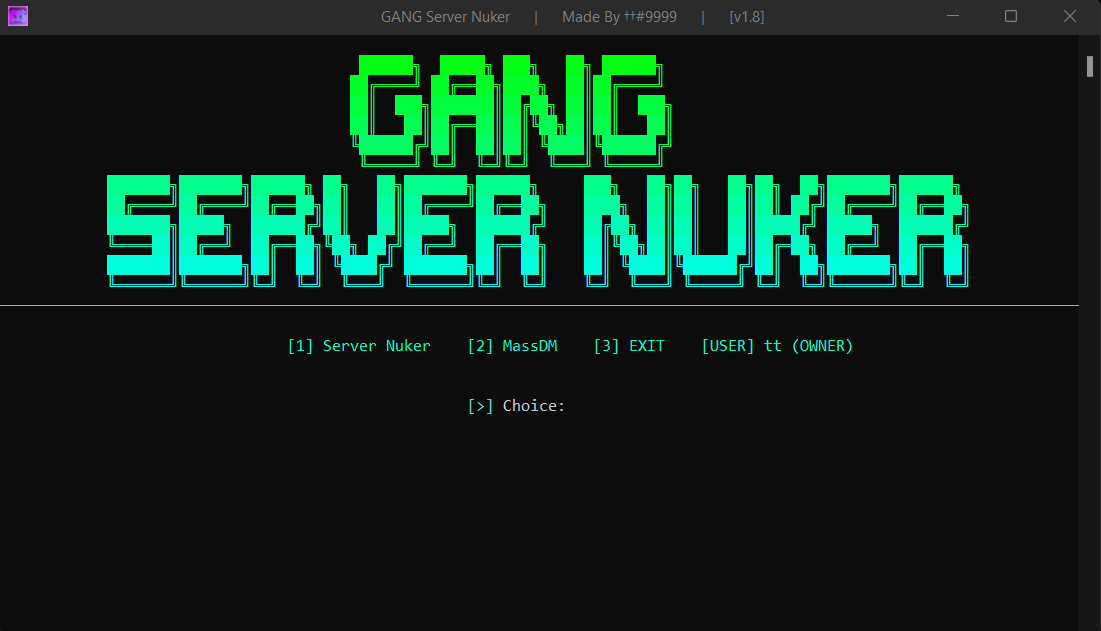 GANG Server Nuker | Made By ††#9999 | [v1.8]
GANG
SERVER NUKER
[1] Server Nuker [2] MassDM [3] EXIT [USER] tt (OWNER)
[>] Choice: